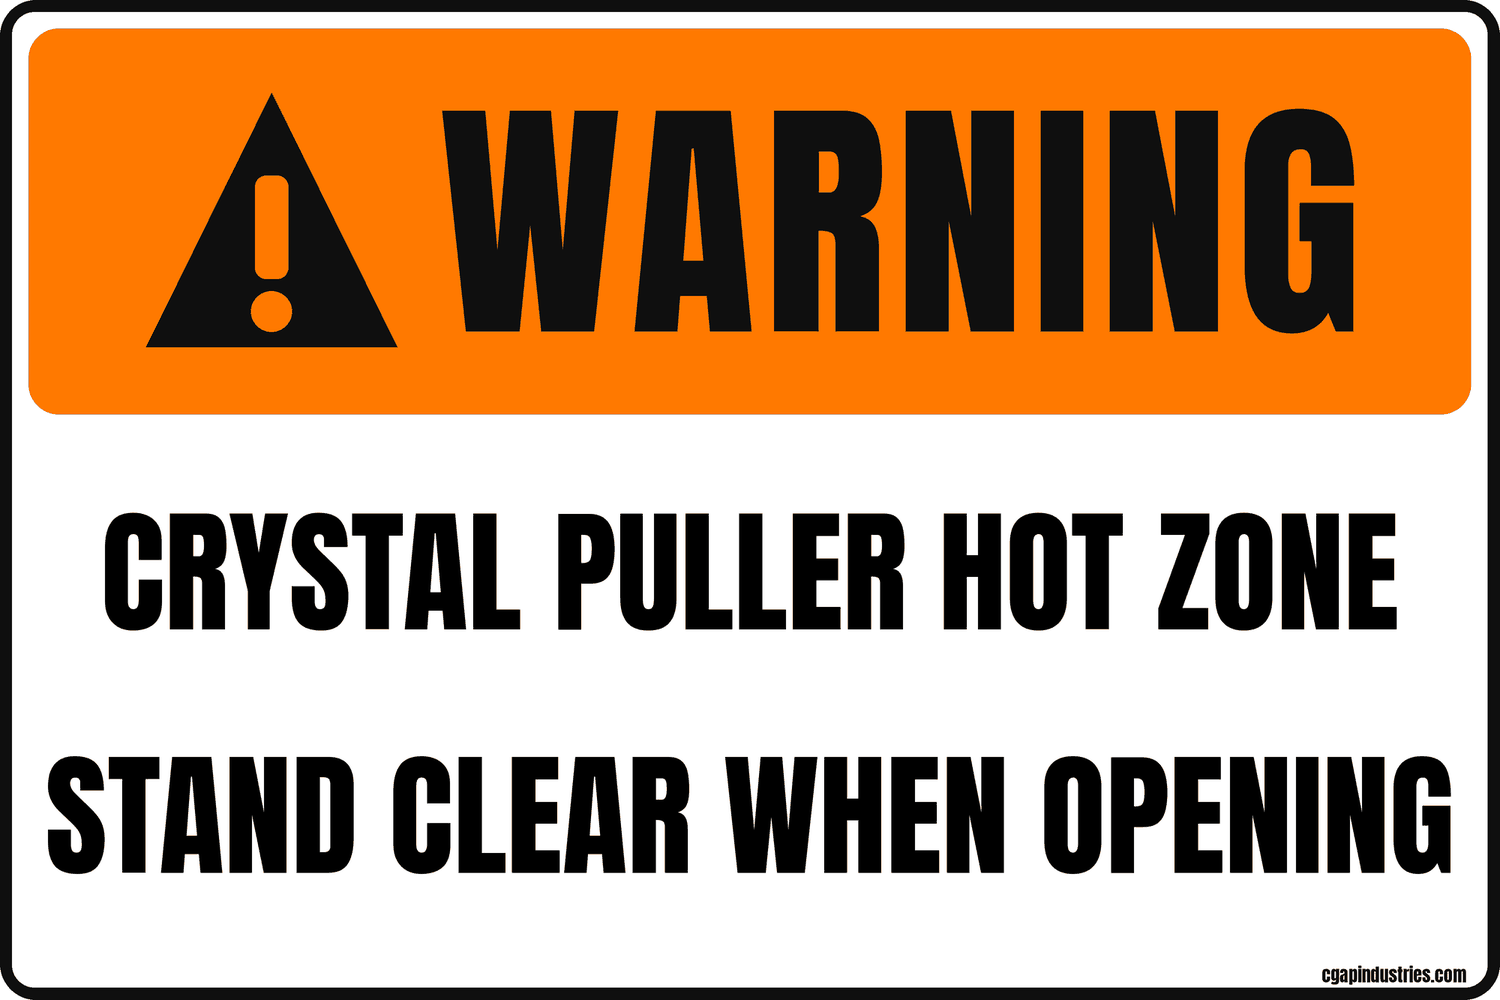 WARNING
CRYSTAL PULLER HOT ZONE
STAND CLEAR WHEN OPENING
cgapindustries.com